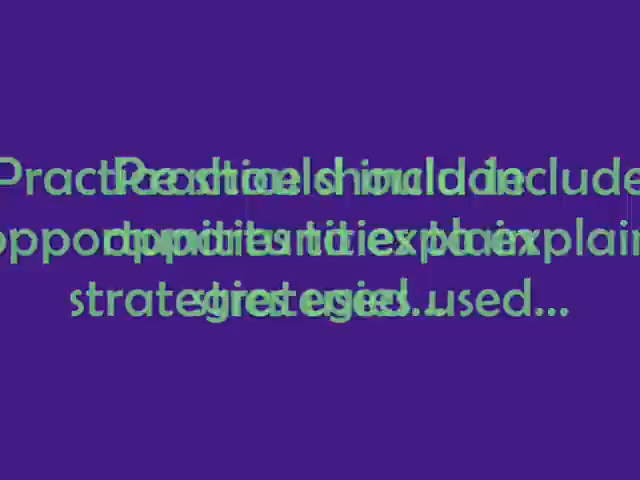 Practice should include
opportunities to explain
strategies used...